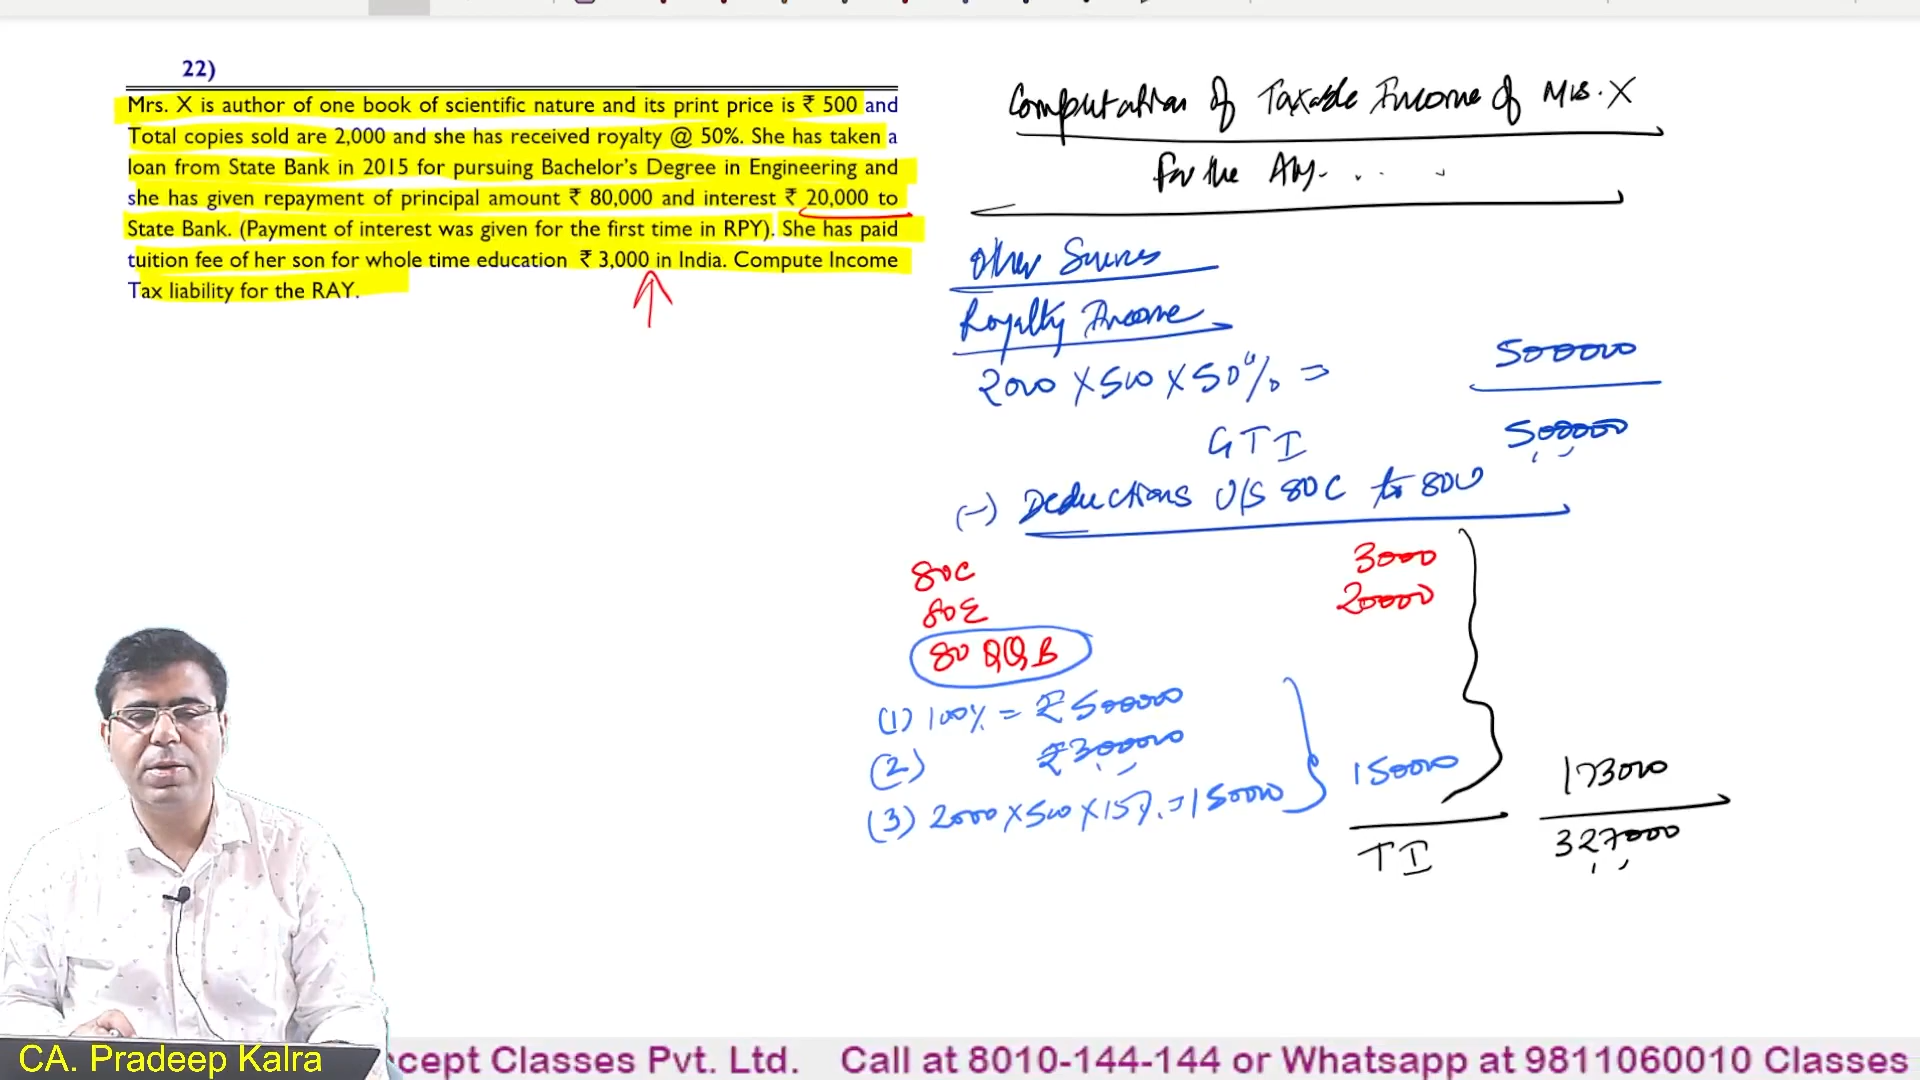 22)
Mrs. X is author of one book of scientific nature and its print price is ₹ 500 and
Total copies sold are 2,000 and she has received royalty @ 50%. She has taken a
loan from State Bank in 2015 for pursuing Bachelor's Degree in Engineering and
she has given repayment of principal amount ₹ 80,000 and interest ₹ 20,000 to
State Bank. (Payment of interest was given for the first time in RPY). She has paid
tuition fee of her son for whole time education ₹ 3,000 in India. Compute Income
Tax liability for the RAY.
Computation of Taxable Income of Mrs. X
for the AY. . . .
Other Sources
Royalty Income
2000 X 500 X 50% = 500000
GTI 500000
(-) Deductions U/S 80C to 80U
80C 3000
80E 20000
80 QQB
(1) 100% = ₹ 500000
(2) ₹ 300000
(3) 2000 X 500 X 15% = 150000 150000 173000
TI 327000
CA. Pradeep Kalra
cept Classes Pvt. Ltd. Call at 8010-144-144 or Whatsapp at 9811060010 Classes